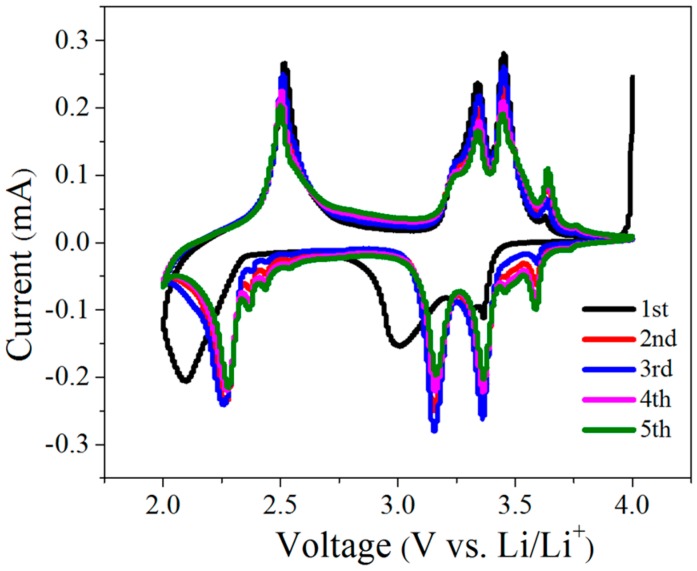 0.3
0.2
0.1
0.0
-0.1
-0.2
-0.3
Current (mA)
1st
2nd
3rd
4th
5th
2.0 2.5 3.0 3.5 4.0
Voltage (V vs. Li/Li⁺)